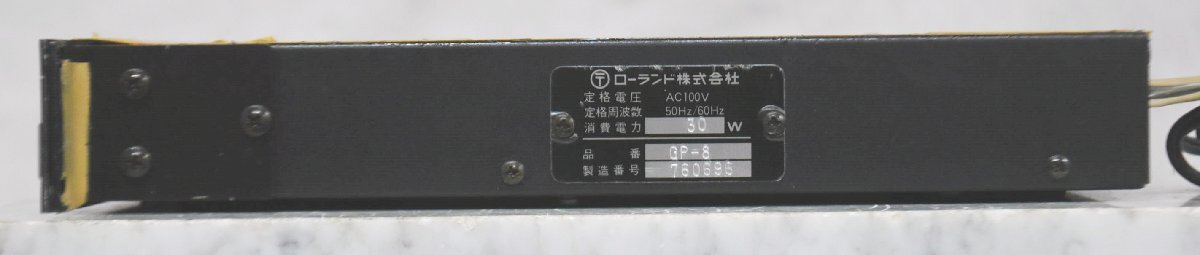 〶 ローランド株式会社
定格電圧 AC100V
定格周波数 50Hz/60Hz
消費電力 30 W
品番 GP-8
製造番号 760695